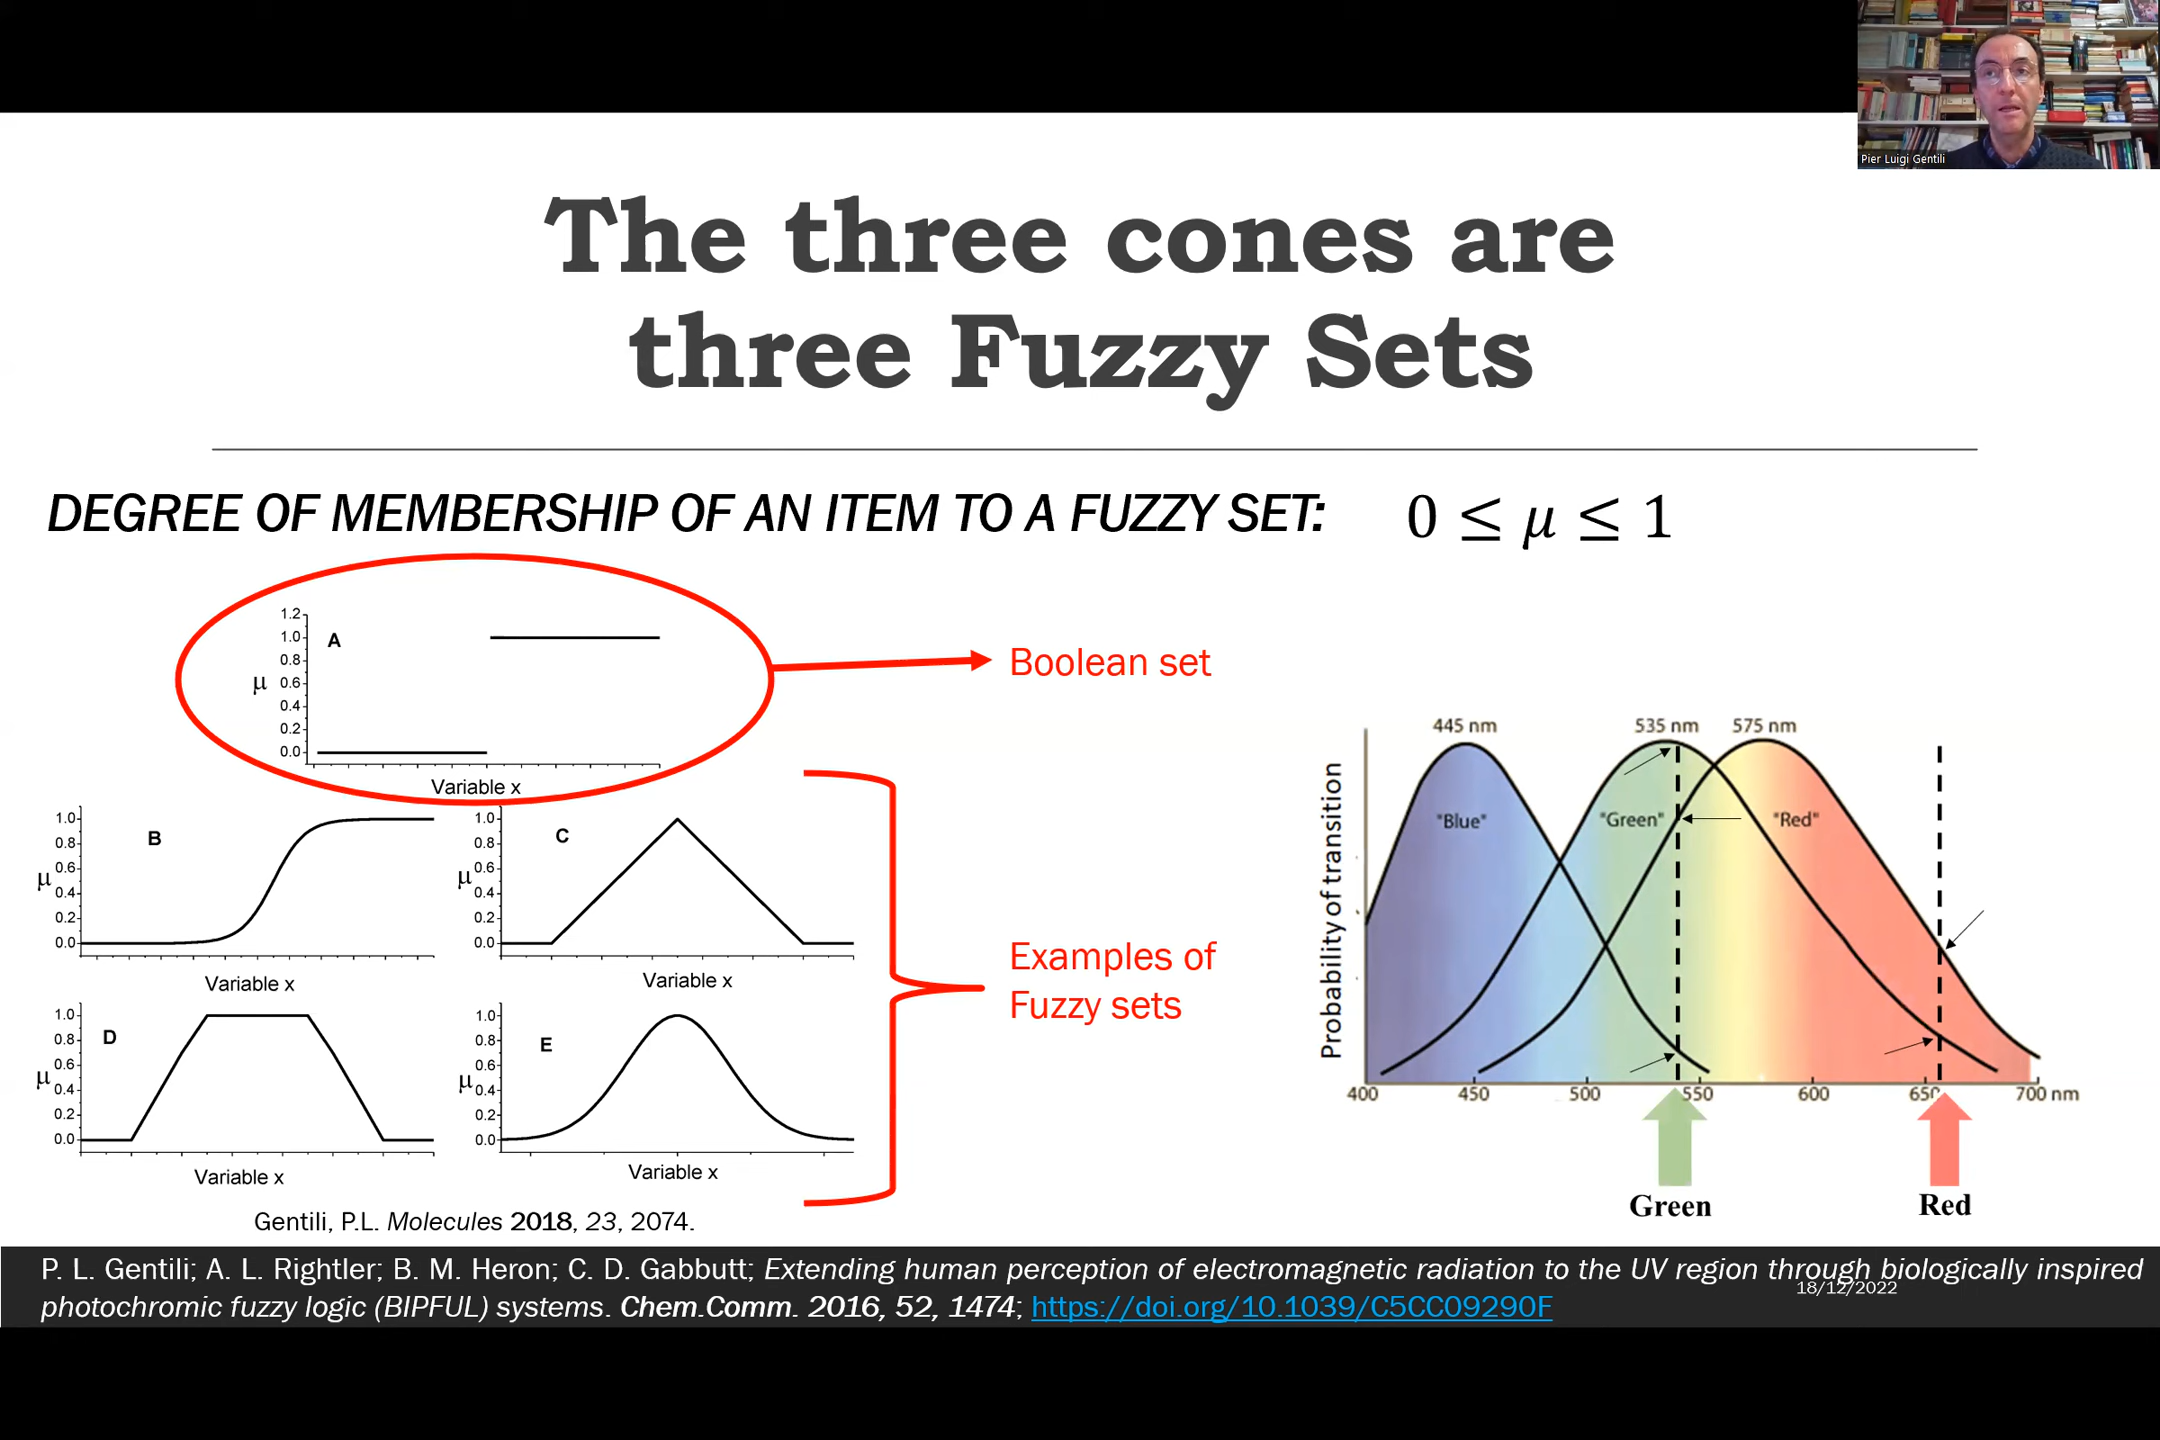 Pier Luigi Gentili
The three cones are
three Fuzzy Sets
DEGREE OF MEMBERSHIP OF AN ITEM TO A FUZZY SET: 0 ≤ μ ≤ 1
1.2
1.0
0.8
0.6
0.4
0.2
0.0
μ
A
Variable x
Boolean set
1.0
0.8
0.6
0.4
0.2
0.0
μ
B
Variable x
1.0
0.8
0.6
0.4
0.2
0.0
μ
C
Variable x
1.0
0.8
0.6
0.4
0.2
0.0
μ
D
Variable x
1.0
0.8
0.6
0.4
0.2
0.0
μ
E
Variable x
Examples of
Fuzzy sets
Gentili, P.L. Molecules 2018, 23, 2074.
445 nm 535 nm 575 nm
Probability of transition
"Blue" "Green" "Red"
400 450 500 550 600 650 700 nm
Green Red
P. L. Gentili; A. L. Rightler; B. M. Heron; C. D. Gabbutt; Extending human perception of electromagnetic radiation to the UV region through biologically inspired
18/12/2022
photochromic fuzzy logic (BIPFUL) systems. Chem.Comm. 2016, 52, 1474; https://doi.org/10.1039/C5CC09290F